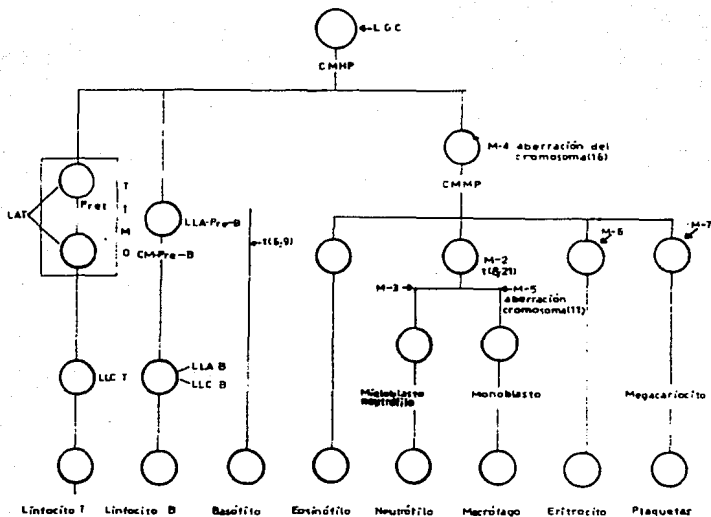 LGC
CMHP
M-4 aberración del
cromosoma(16)
CMMP
T
I
M
O
LAT
Pret
LLA-Pre-B
CM-Pre-B
t(6;9)
M-2
t(8;21)
M-6
M-7
M-3
M-5
aberración
cromosoma(11)
LLC T
LLA B
LLC B
Mieloblasto
neutrófilo
Monoblasto
Megacariocito
Linfocito T
Linfocito B
Basófilo
Eosinófilo
Neutrófilo
Macrófago
Eritrocito
Plaquetas